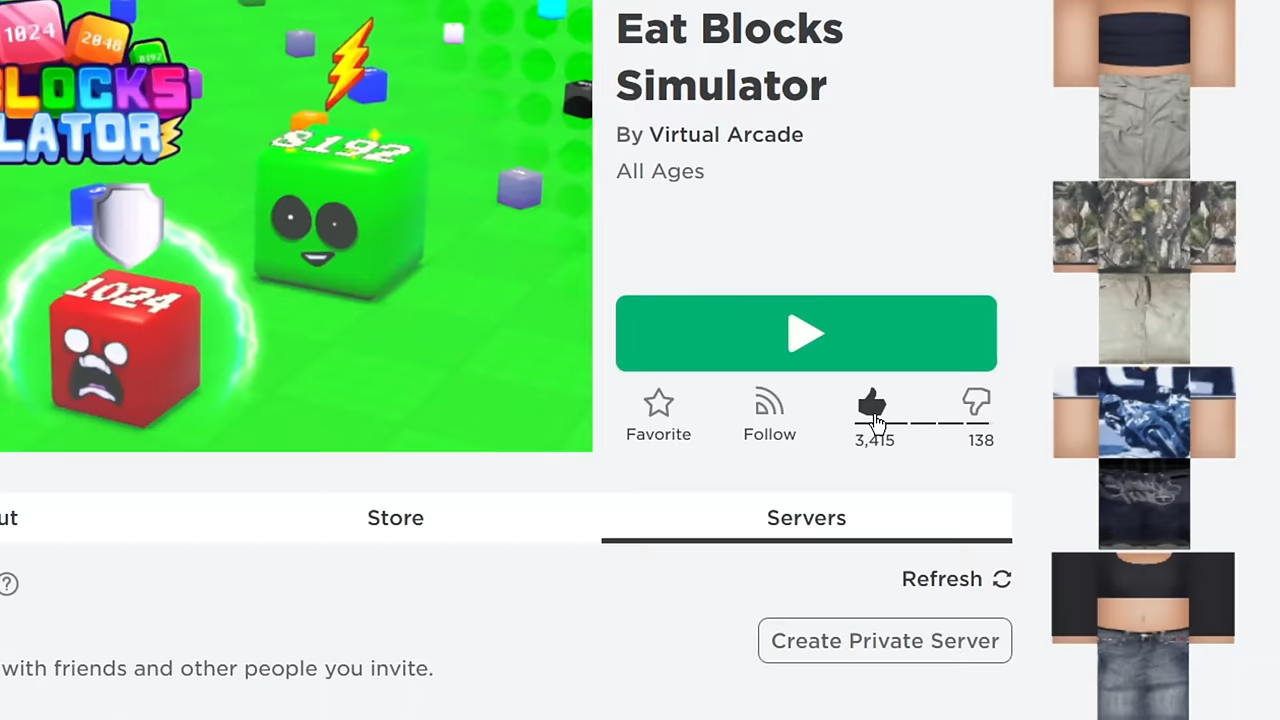 1024
2048
8192
LOCKS
LATOR
8192
1024
Eat Blocks
Simulator
By Virtual Arcade
All Ages
Favorite
Follow
3,415
138
ut
Store
Servers
?
Refresh
Create Private Server
with friends and other people you invite.